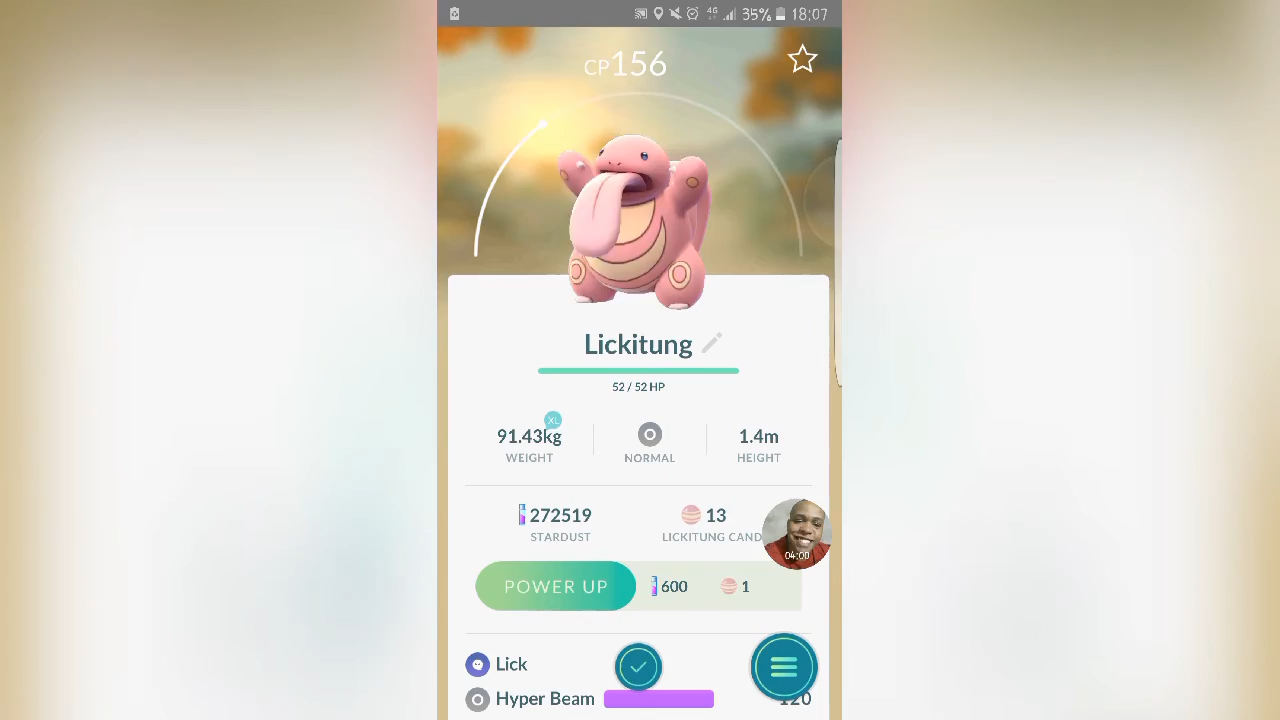 4G 35% 18:07
CP156
Lickitung
52 / 52 HP
XL
91.43kg
WEIGHT
NORMAL
1.4m
HEIGHT
272519
STARDUST
13
LICKITUNG CAND
04:00
POWER UP 600 1
Lick
Hyper Beam 120